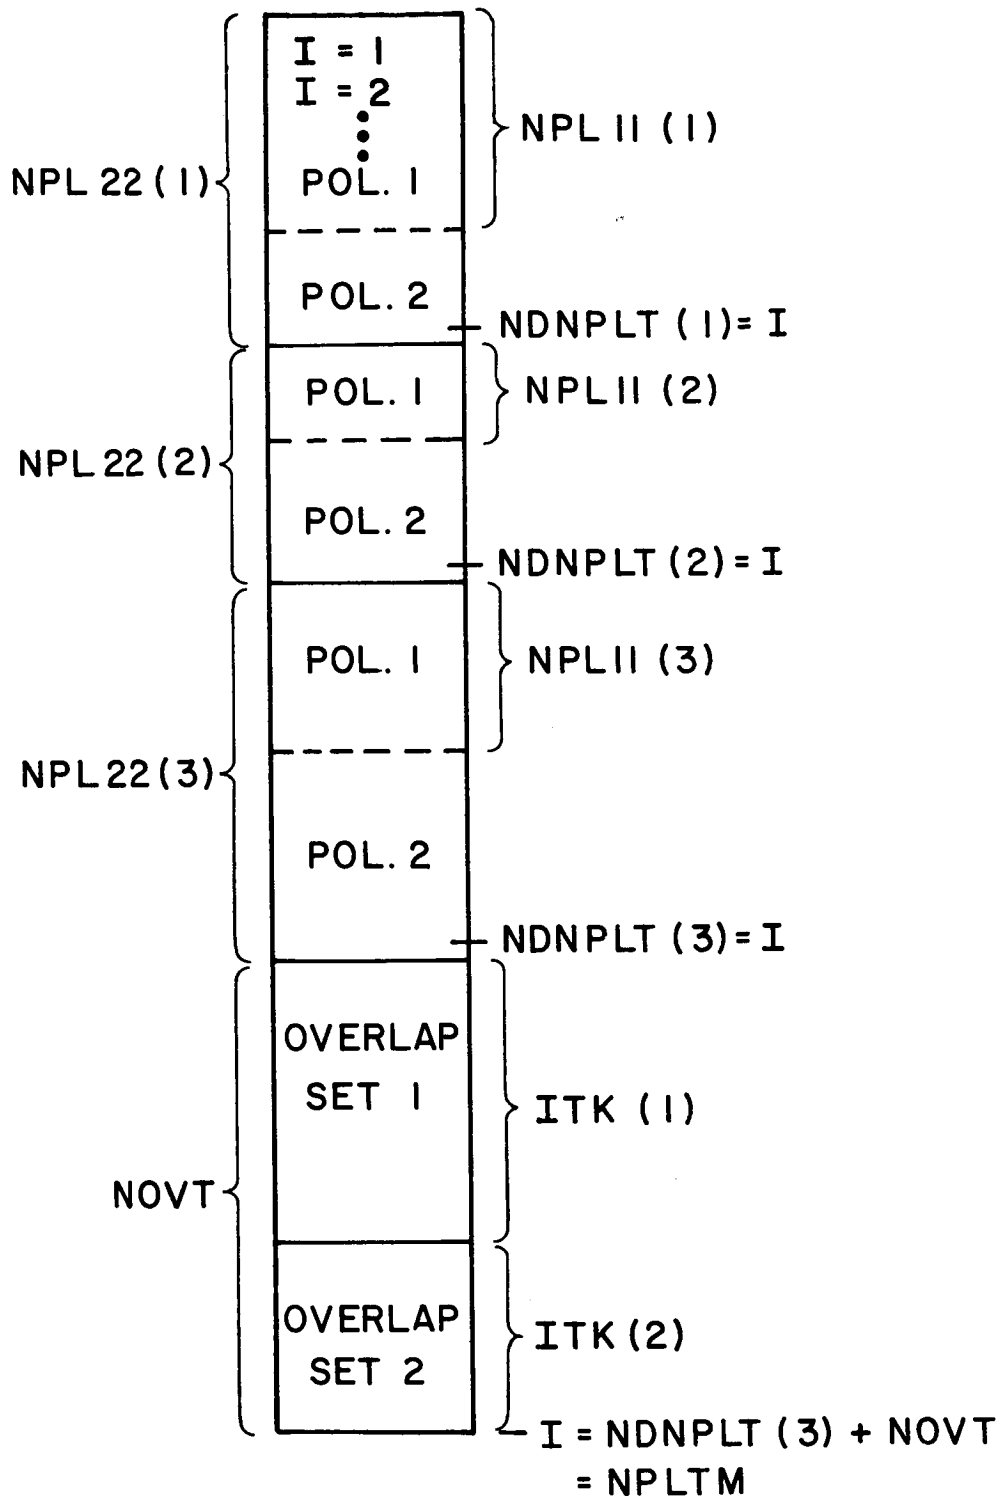 I = 1
I = 2
NPL 11 (1)
NPL 22 (1)
POL. 1
POL. 2
NDNPLT (1) = I
POL. 1
NPL 11 (2)
NPL 22 (2)
POL. 2
NDNPLT (2) = I
POL. 1
NPL 11 (3)
NPL 22 (3)
POL. 2
NDNPLT (3) = I
OVERLAP
SET 1
ITK (1)
NOVT
OVERLAP
SET 2
ITK (2)
I = NDNPLT (3) + NOVT
= NPLTM